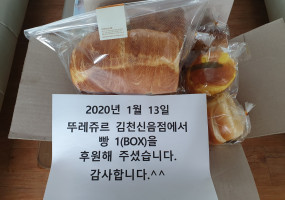 2020년 1월 13일
뚜레쥬르 김천신음점에서
빵 1(BOX)을
후원해 주셨습니다.
감사합니다.^^